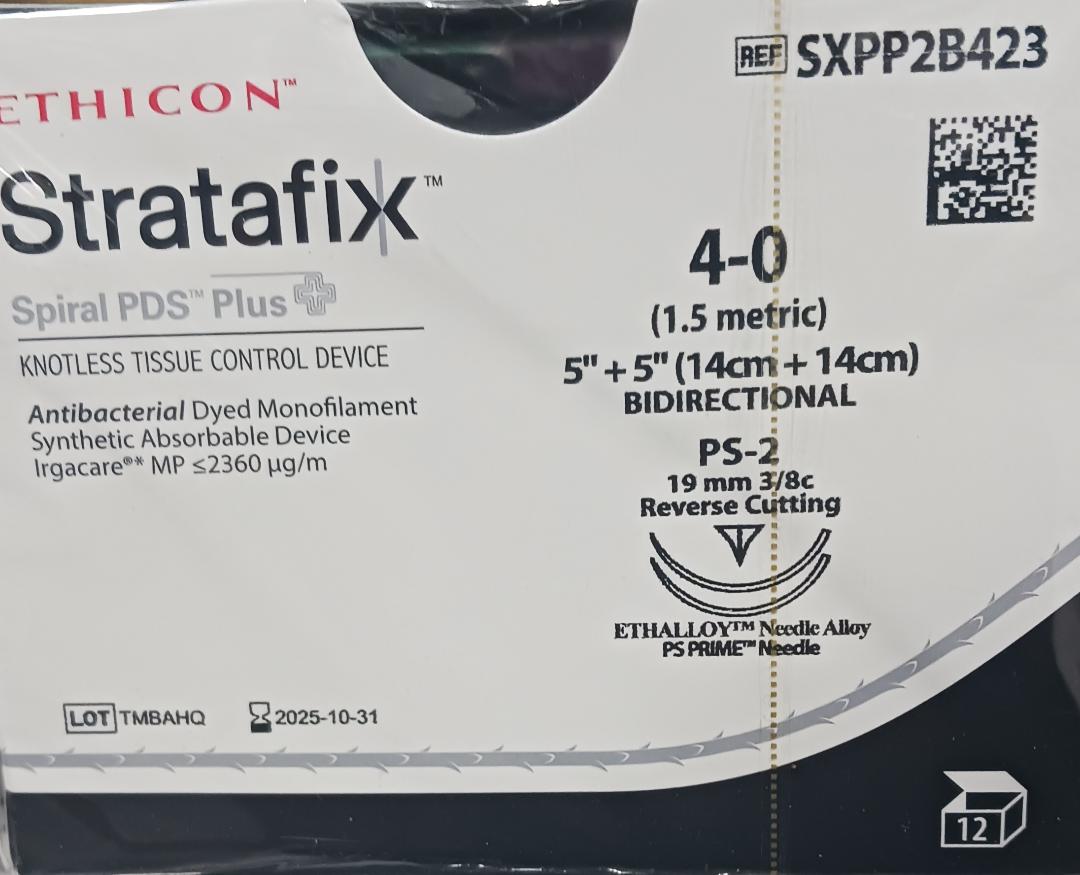 ETHICON™
REF SXPP2B423
Stratafix™
Spiral PDS™ Plus
KNOTLESS TISSUE CONTROL DEVICE
Antibacterial Dyed Monofilament
Synthetic Absorbable Device
Irgacare®* MP ≤2360 µg/m
4-0
(1.5 metric)
5" + 5" (14cm + 14cm)
BIDIRECTIONAL
PS-2
19 mm 3/8c
Reverse Cutting
ETHALLOY™ Needle Alloy
PS PRIME™ Needle
LOT TMBAHQ 2025-10-31
12